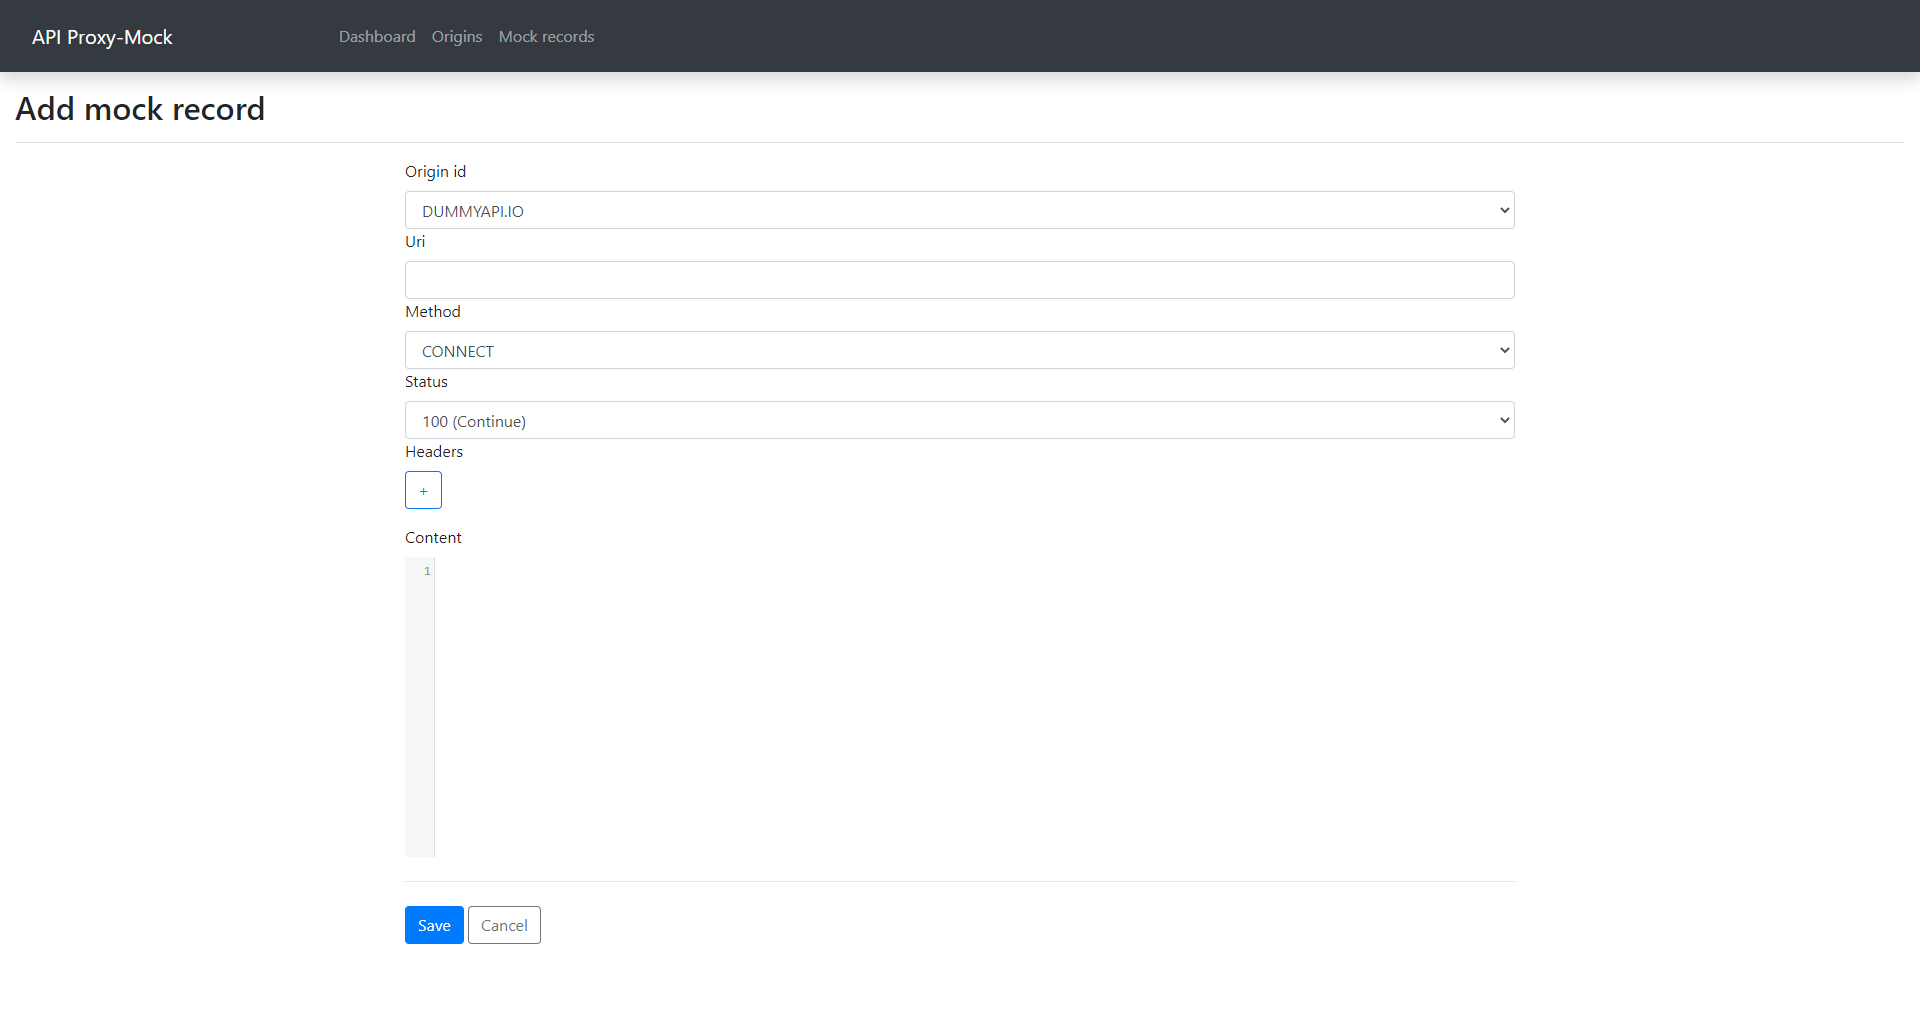 API Proxy-Mock Dashboard Origins Mock records
Add mock record
Origin id
DUMMYAPI.IO
Uri
Method
CONNECT
Status
100 (Continue)
Headers
+
Content
1
Save Cancel